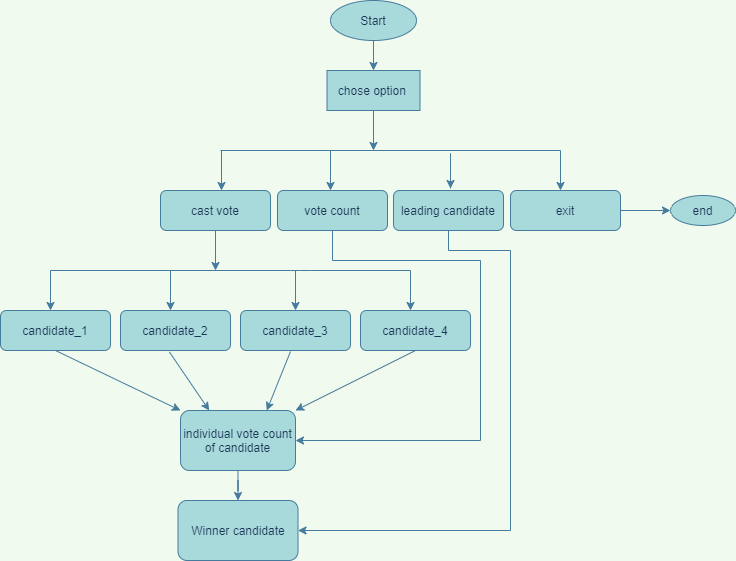 Start
chose option
cast vote
vote count
leading candidate
exit
end
candidate_1
candidate_2
candidate_3
candidate_4
individual vote count
of candidate
Winner candidate